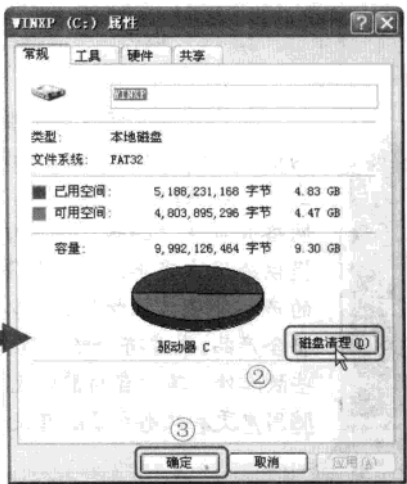 WINXP (C:) 属性
常规 工具 硬件 共享
WINXP
类型: 本地磁盘
文件系统: FAT32
已用空间: 5,188,231,168 字节 4.83 GB
可用空间: 4,803,895,296 字节 4.47 GB
容量: 9,992,126,464 字节 9.30 GB
驱动器 C
磁盘清理(D)
②
③
确定 取消 应用(A)